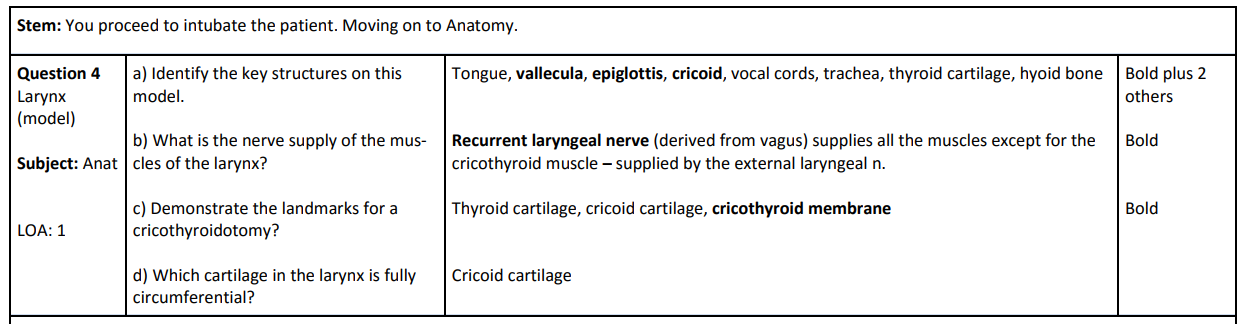 Stem: You proceed to intubate the patient. Moving on to Anatomy.
Question 4
Larynx
(model)
Subject: Anat
LOA: 1
a) Identify the key structures on this
model.
Tongue, vallecula, epiglottis, cricoid, vocal cords, trachea, thyroid cartilage, hyoid bone
Bold plus 2
others
b) What is the nerve supply of the mus-
cles of the larynx?
Recurrent laryngeal nerve (derived from vagus) supplies all the muscles except for the
cricothyroid muscle – supplied by the external laryngeal n.
Bold
c) Demonstrate the landmarks for a
cricothyroidotomy?
Thyroid cartilage, cricoid cartilage, cricothyroid membrane
Bold
d) Which cartilage in the larynx is fully
circumferential?
Cricoid cartilage